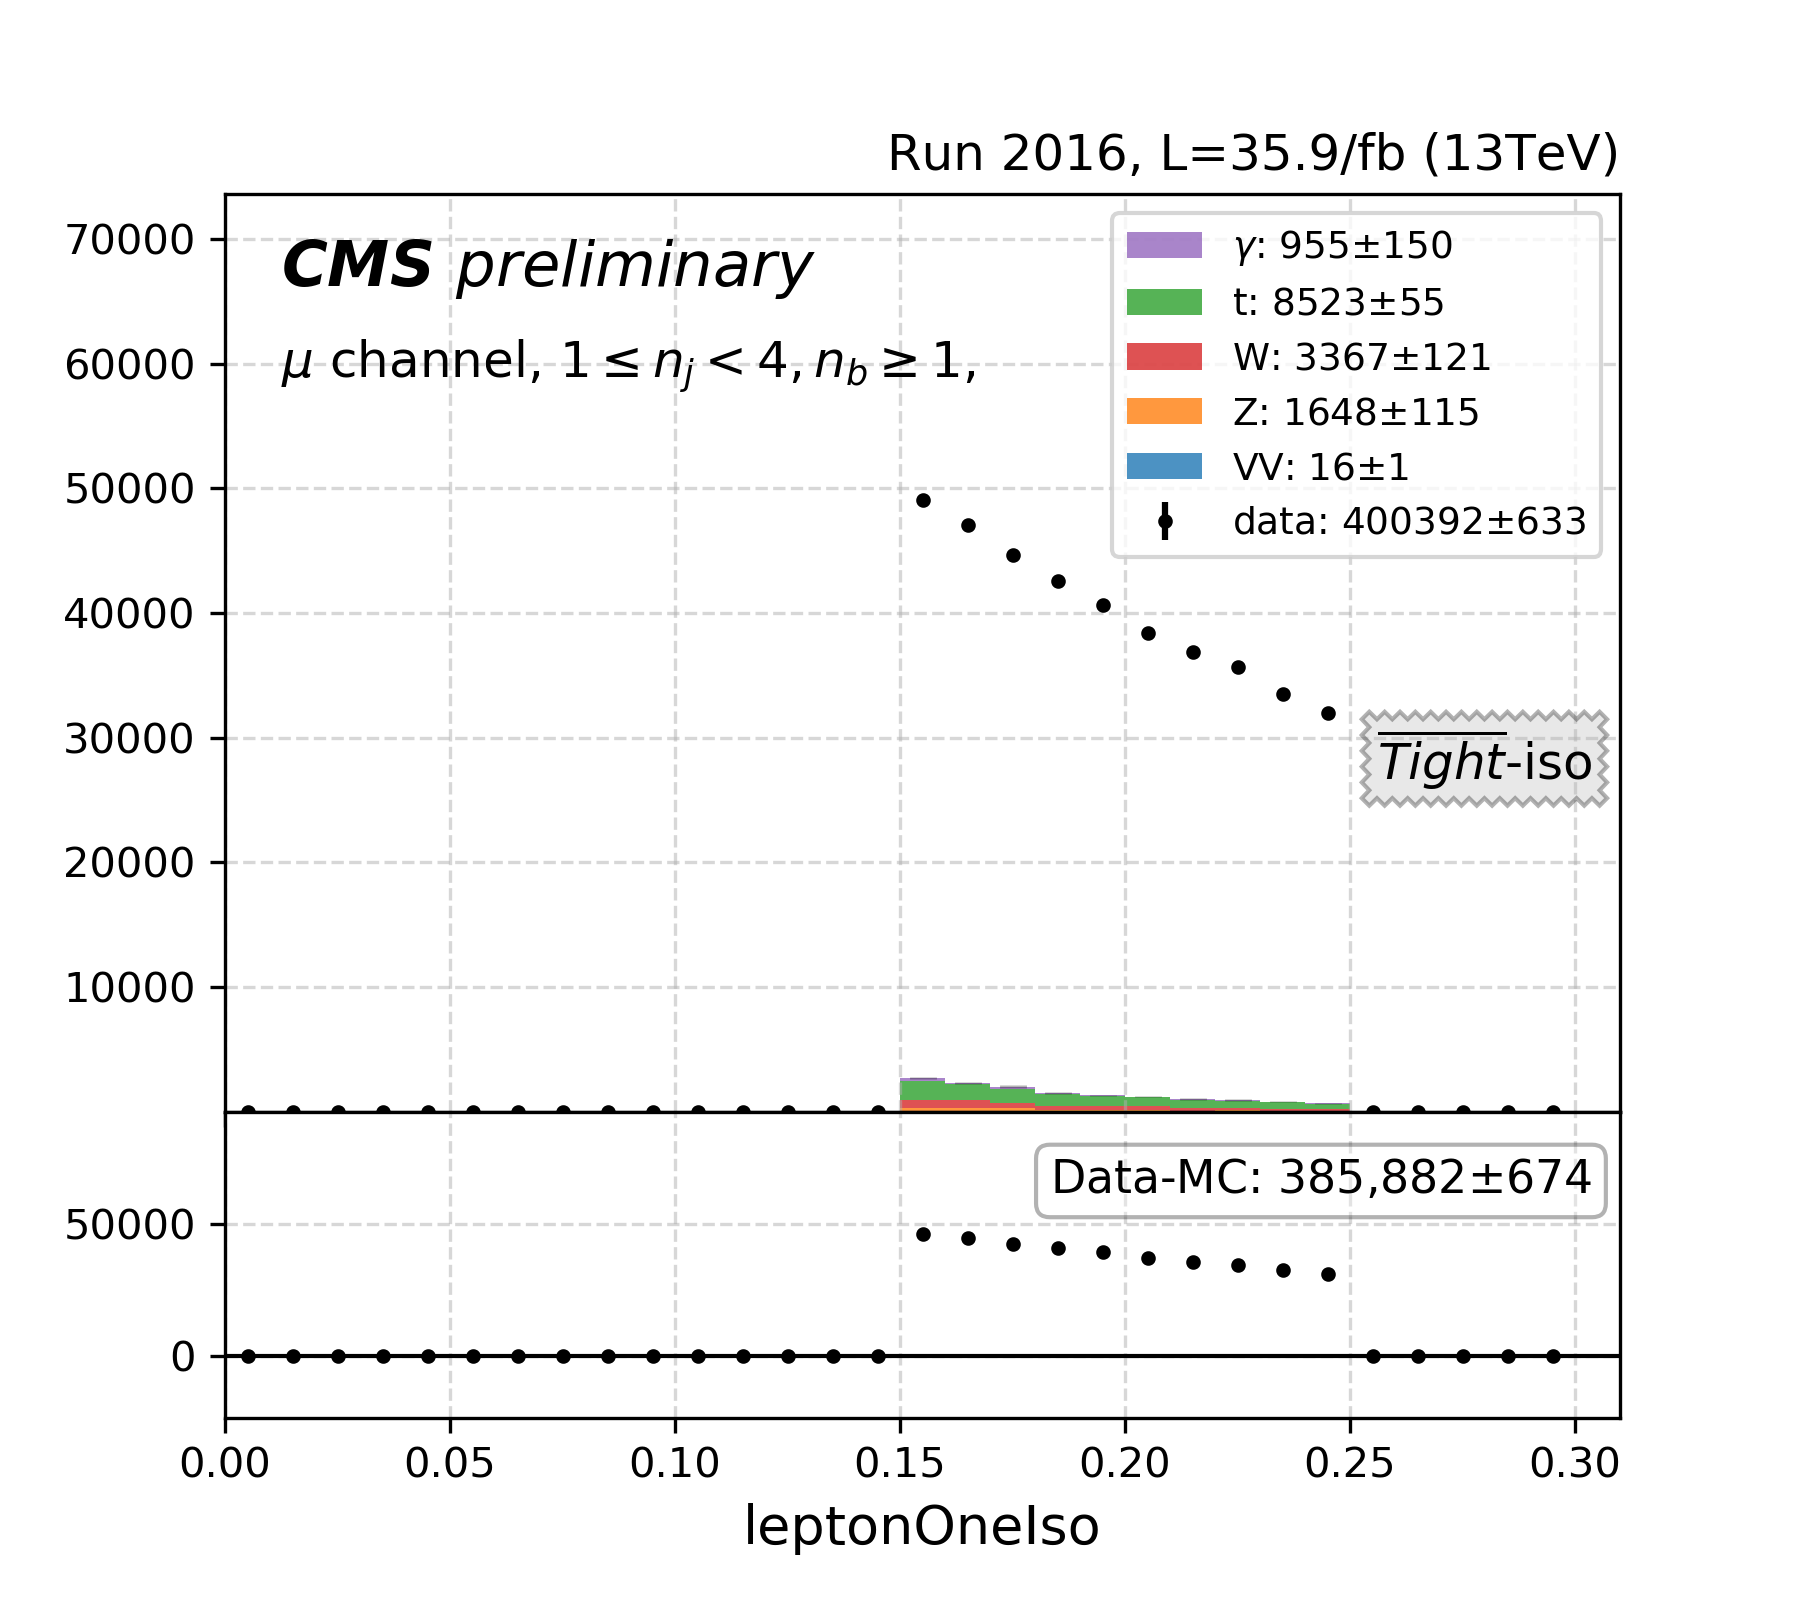 Run 2016, L=35.9/fb (13TeV)
CMS preliminary
μ channel, 1 ≤ n_j < 4, n_b ≥ 1,
γ: 955±150
t: 8523±55
W: 3367±121
Z: 1648±115
VV: 16±1
data: 400392±633
70000
60000
50000
40000
30000
20000
10000
Tight-iso
Data-MC: 385,882±674
50000
0
0.00 0.05 0.10 0.15 0.20 0.25 0.30
leptonOneIso